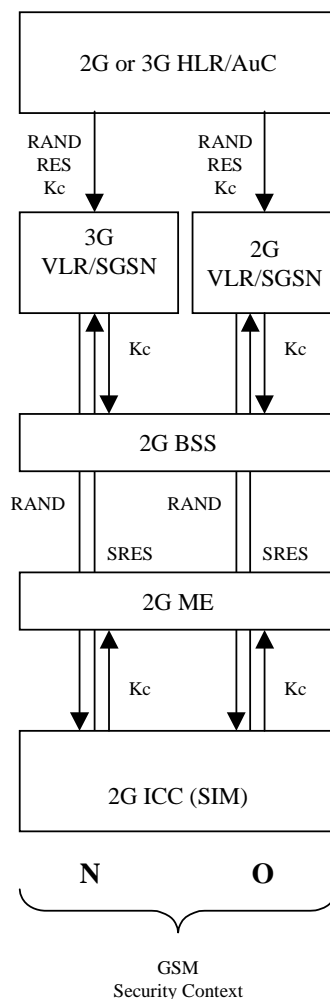 2G or 3G HLR/AuC
RAND
RES
Kc
RAND
RES
Kc
3G
VLR/SGSN
2G
VLR/SGSN
Kc
Kc
2G BSS
RAND
RAND
SRES
SRES
2G ME
Kc
Kc
2G ICC (SIM)
N
O
GSM
Security Context